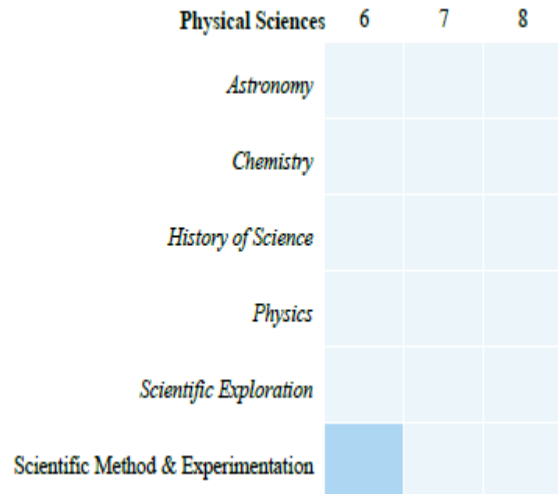 Physical Sciences 6 7 8
Astronomy
Chemistry
History of Science
Physics
Scientific Exploration
Scientific Method & Experimentation